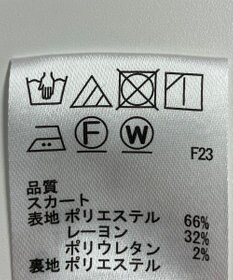 F W F23
品質
スカート
表地 ポリエステル 66%
レーヨン 32%
ポリウレタン 2%
裏地 ポリエステル